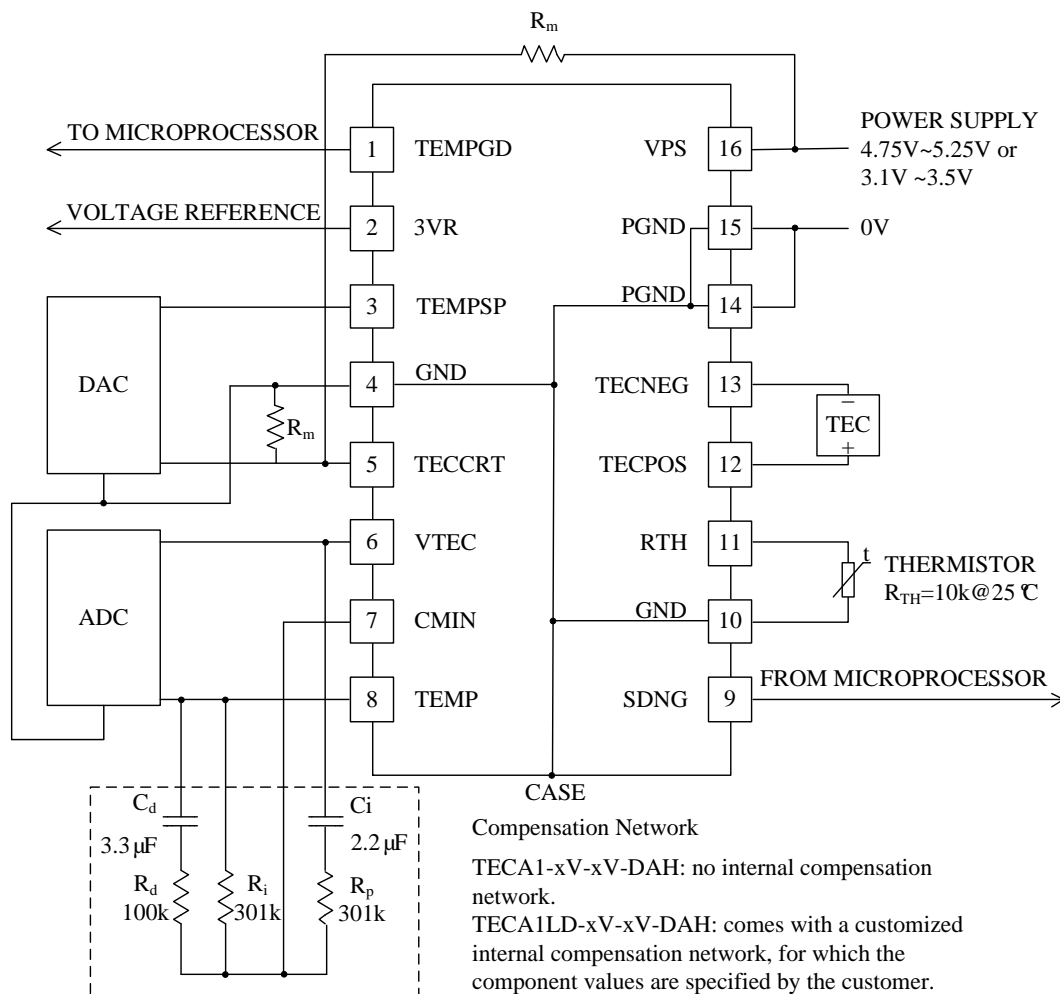 Rm
TO MICROPROCESSOR
1
TEMPGD
VPS
16
POWER SUPPLY
4.75V~5.25V or
3.1V ~3.5V
VOLTAGE REFERENCE
2
3VR
PGND
15
0V
3
TEMPSP
PGND
14
DAC
4
GND
TECNEG
13
−
TEC
+
Rm
5
TECCRT
TECPOS
12
6
VTEC
RTH
11
t
THERMISTOR
RTH=10k@25 ℃
ADC
7
CMIN
GND
10
8
TEMP
SDNG
9
FROM MICROPROCESSOR
CASE
Cd
3.3 µF
Ci
2.2 µF
Rd
100k
Ri
301k
Rp
301k
Compensation Network
TECA1-xV-xV-DAH: no internal compensation
network.
TECA1LD-xV-xV-DAH: comes with a customized
internal compensation network, for which the
component values are specified by the customer.